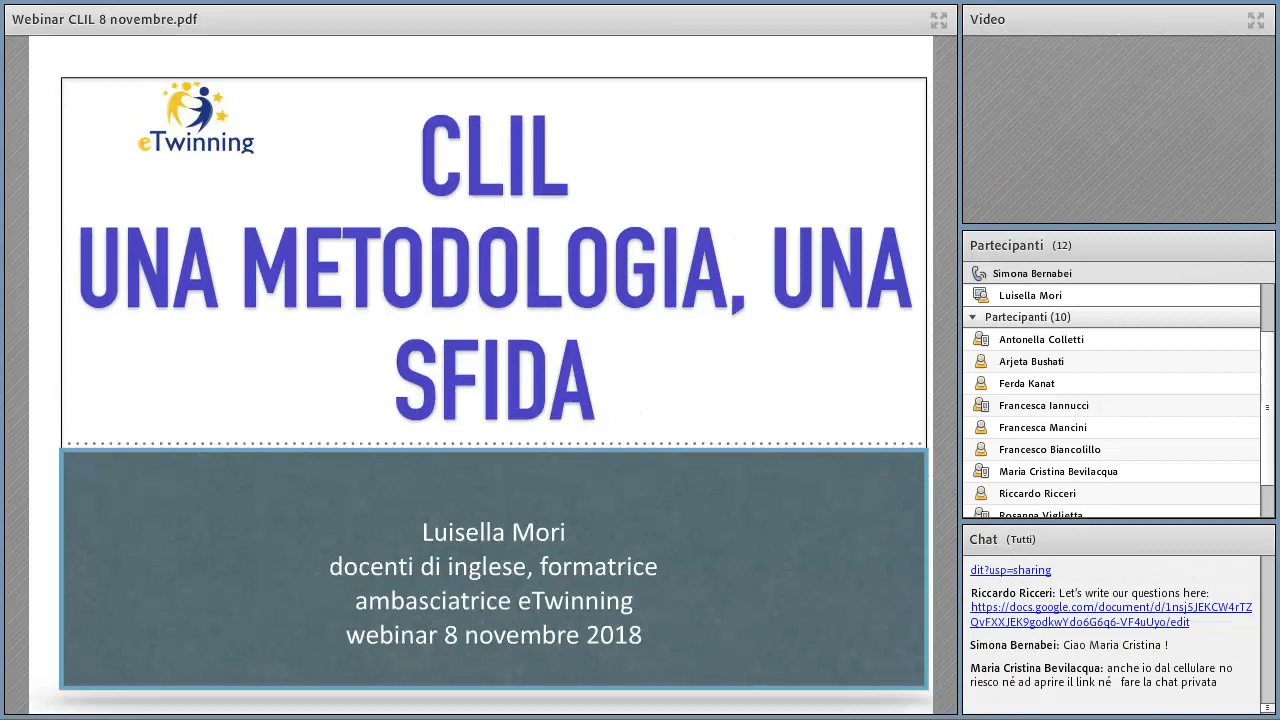 Webinar CLIL 8 novembre.pdf
eTwinning
CLIL
UNA METODOLOGIA, UNA
SFIDA
Luisella Mori
docenti di inglese, formatrice
ambasciatrice eTwinning
webinar 8 novembre 2018
Video
Partecipanti (12)
Simona Bernabei
Luisella Mori
Partecipanti (10)
Antonella Colletti
Arjeta Bushati
Ferda Kanat
Francesca Iannucci
Francesca Mancini
Francesco Biancolillo
Maria Cristina Bevilacqua
Riccardo Ricceri
Rosanna Viglietta
Chat (Tutti)
dit?usp=sharing
Riccardo Ricceri: Let's write our questions here:
https://docs.google.com/document/d/1nsj5JEKCW4rTZ
QvFXXJEK9godkwYdo6G6q6-VF4uUyo/edit
Simona Bernabei: Ciao Maria Cristina !
Maria Cristina Bevilacqua: anche io dal cellulare no
riesco né ad aprire il link né fare la chat privata